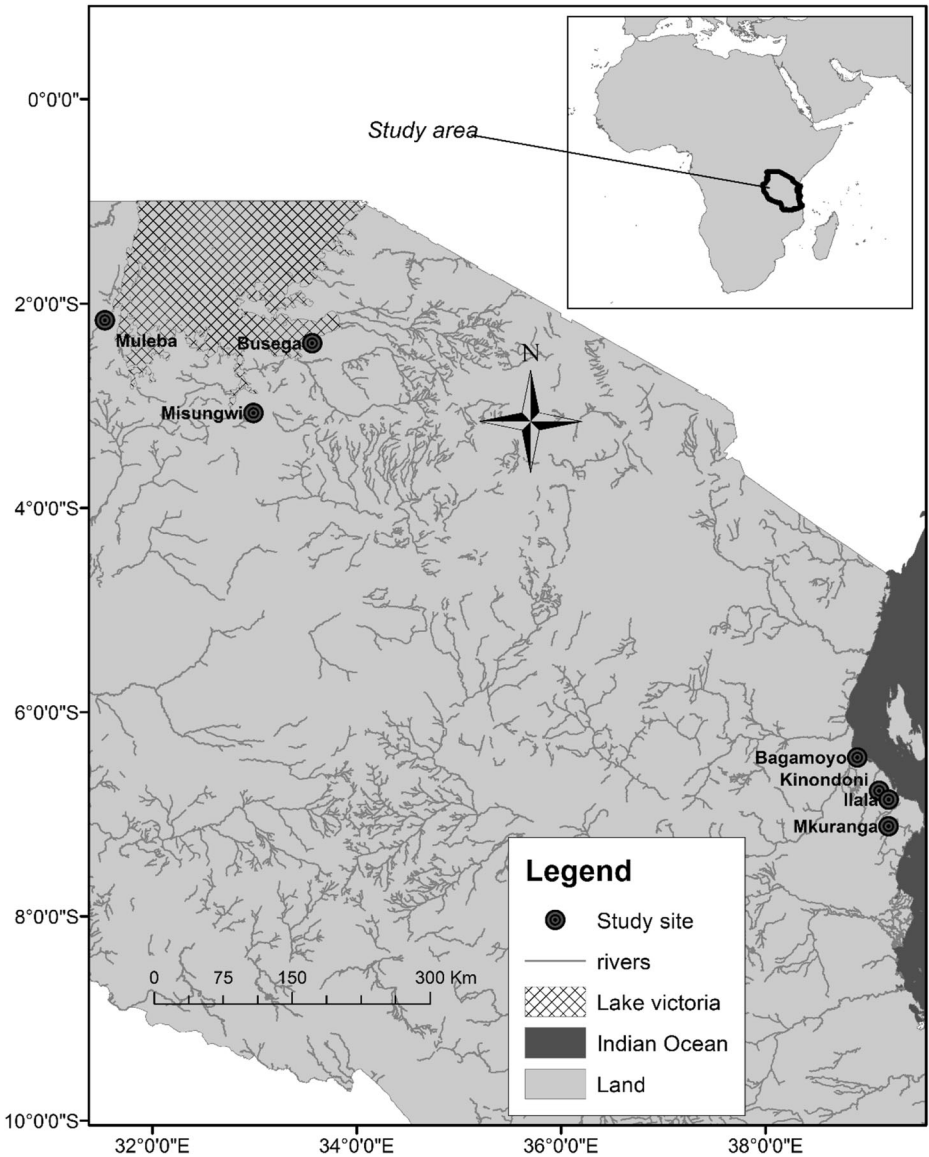 0°0'0"
Study area
2°0'0"S
Muleba
Busega
N
Misungwi
4°0'0"S
6°0'0"S
Bagamoyo
Kinondoni
Ilala
Mkuranga
Legend
Study site
rivers
Lake victoria
Indian Ocean
Land
8°0'0"S
0 75 150 300 Km
10°0'0"S
32°0'0"E 34°0'0"E 36°0'0"E 38°0'0"E